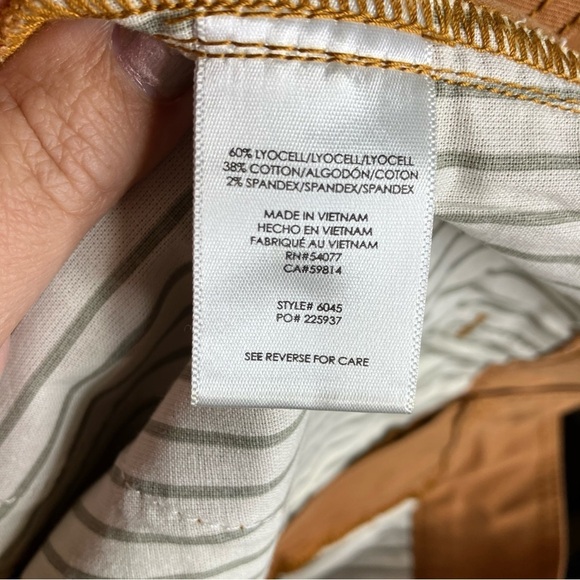 60% LYOCELL/LYOCELL/LYOCELL
38% COTTON/ALGODÓN/COTON
2% SPANDEX/SPANDEX/SPANDEX
MADE IN VIETNAM
HECHO EN VIETNAM
FABRIQUÉ AU VIETNAM
RN#54077
CA#59814
STYLE# 6045
PO# 225937
SEE REVERSE FOR CARE